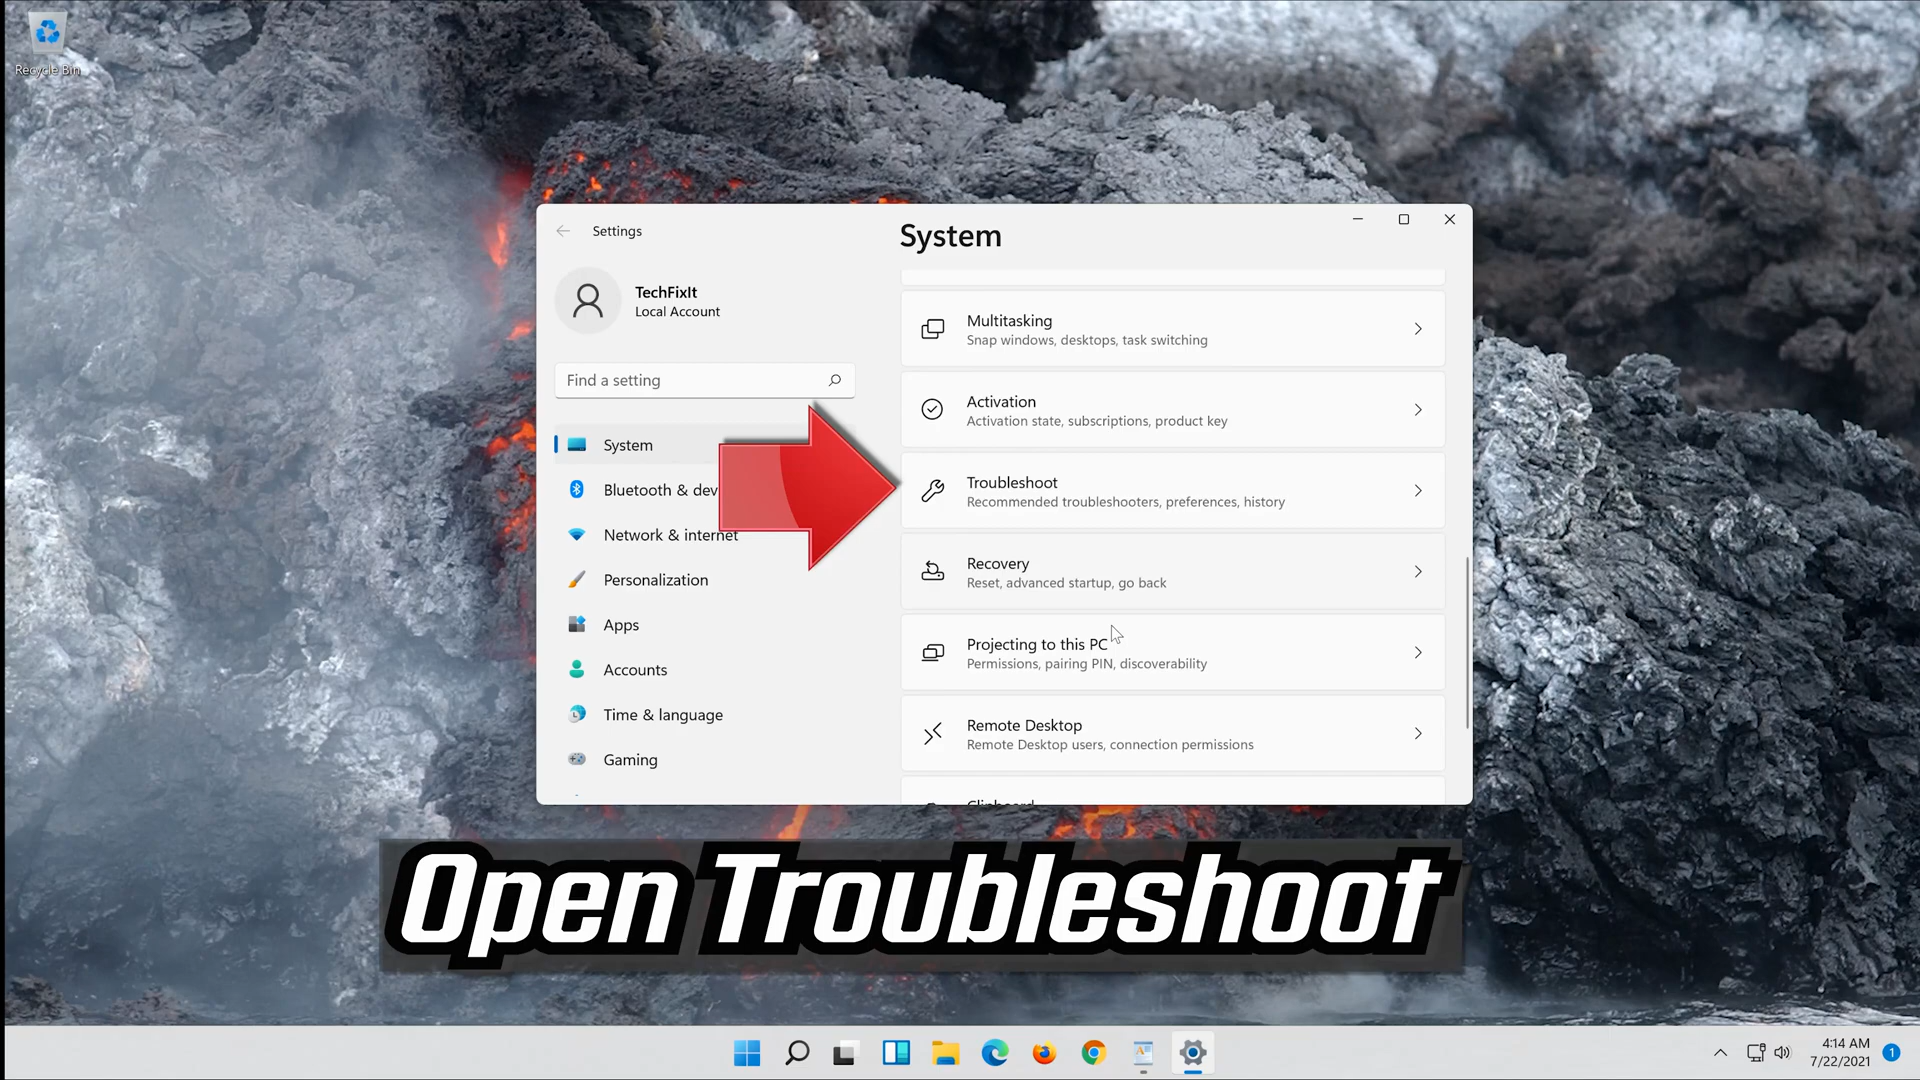 Recycle Bin
Settings
System
TechFixIt
Local Account
Find a setting
System
Bluetooth & dev
Network & internet
Personalization
Apps
Accounts
Time & language
Gaming
Multitasking
Snap windows, desktops, task switching
Activation
Activation state, subscriptions, product key
Troubleshoot
Recommended troubleshooters, preferences, history
Recovery
Reset, advanced startup, go back
Projecting to this PC
Permissions, pairing PIN, discoverability
Remote Desktop
Remote Desktop users, connection permissions
Clipboard
Open Troubleshoot
4:14 AM
7/22/2021
1